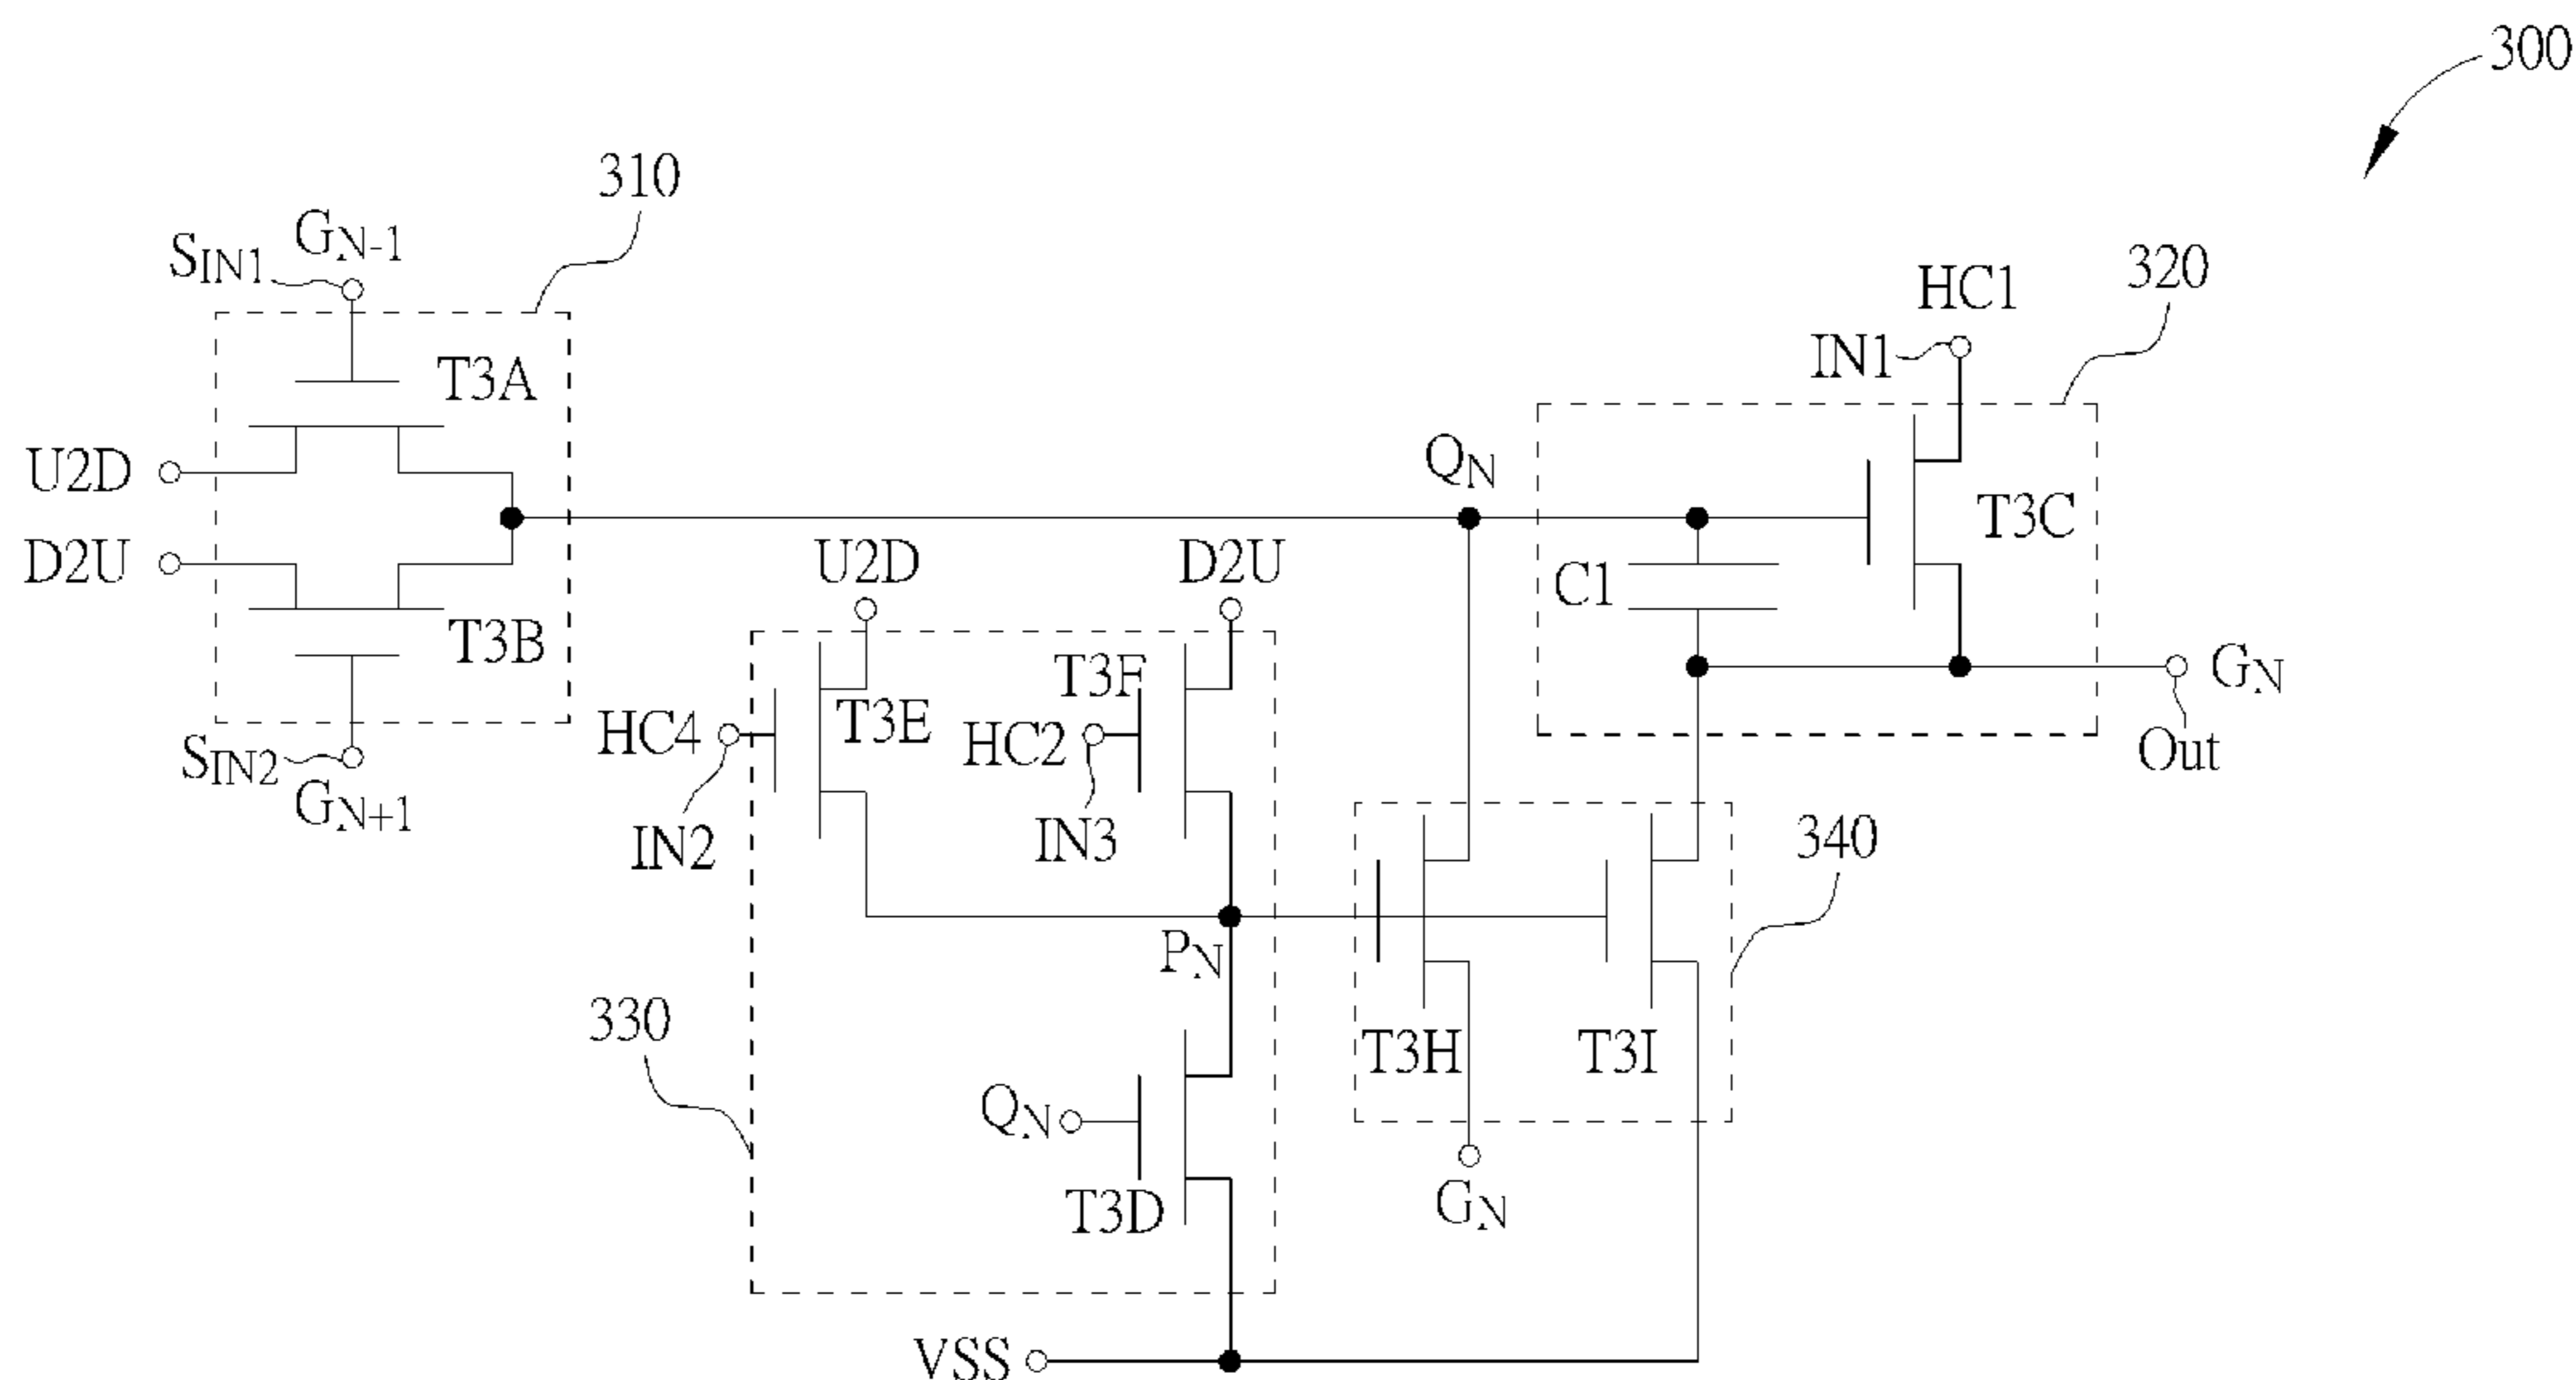 300
310
GN-1
SIN1
320
HC1
IN1
T3A
U2D
QN
T3C
D2U
U2D
D2U
C1
T3B
T3F
GN
HC4
T3E
HC2
SIN2
Out
GN+1
IN2
IN3
340
PN
330
T3H
T3I
QN
T3D
GN
VSS